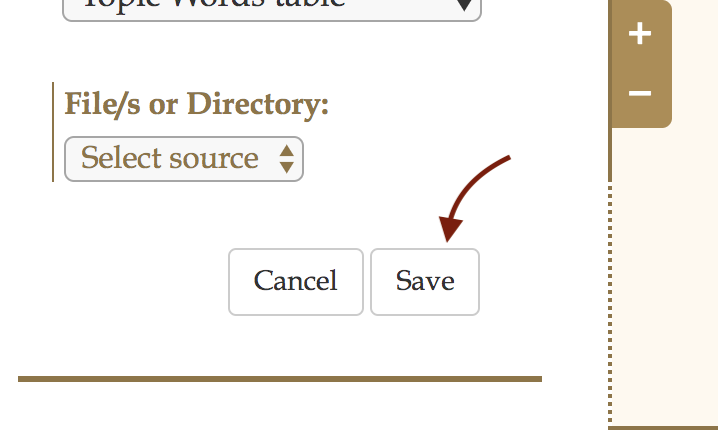 Topic Words table
+
−
File/s or Directory:
Select source
Cancel
Save